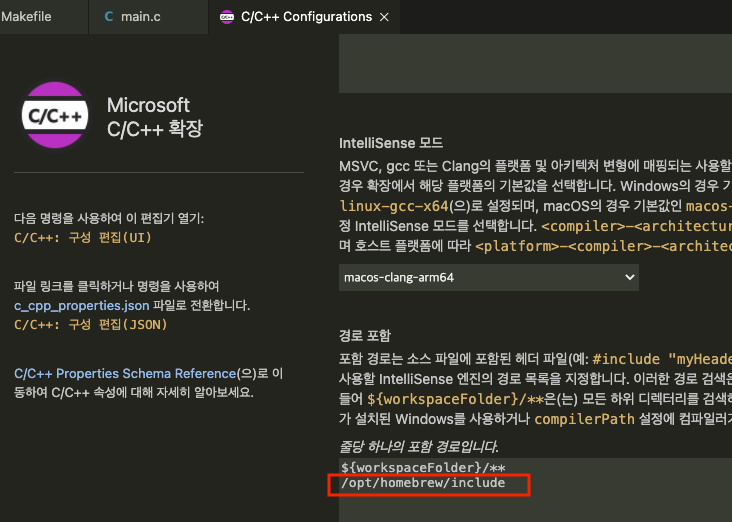 Makefile
C main.c
C/C++ C/C++ Configurations ×
C/C++
Microsoft
C/C++ 확장
다음 명령을 사용하여 이 편집기 열기:
C/C++: 구성 편집(UI)
파일 링크를 클릭하거나 명령을 사용하여
c_cpp_properties.json 파일로 전환합니다.
C/C++: 구성 편집(JSON)
C/C++ Properties Schema Reference(으)로 이
동하여 C/C++ 속성에 대해 자세히 알아보세요.
IntelliSense 모드
MSVC, gcc 또는 Clang의 플랫폼 및 아키텍처 변형에 매핑되는 사용할
경우 확장에서 해당 플랫폼의 기본값을 선택합니다. Windows의 경우 기
linux-gcc-x64(으)로 설정되며, macOS의 경우 기본값인 macos-
정 IntelliSense 모드를 선택합니다. <compiler>-<architectur
며 호스트 플랫폼에 따라 <platform>-<compiler>-<architec
macos-clang-arm64
경로 포함
포함 경로는 소스 파일에 포함된 헤더 파일(예: #include "myHeade
사용할 IntelliSense 엔진의 경로 목록을 지정합니다. 이러한 경로 검색은
들어 ${workspaceFolder}/**은(는) 모든 하위 디렉터리를 검색하
가 설치된 Windows를 사용하거나 compilerPath 설정에 컴파일러가
줄당 하나의 포함 경로입니다.
${workspaceFolder}/**
/opt/homebrew/include